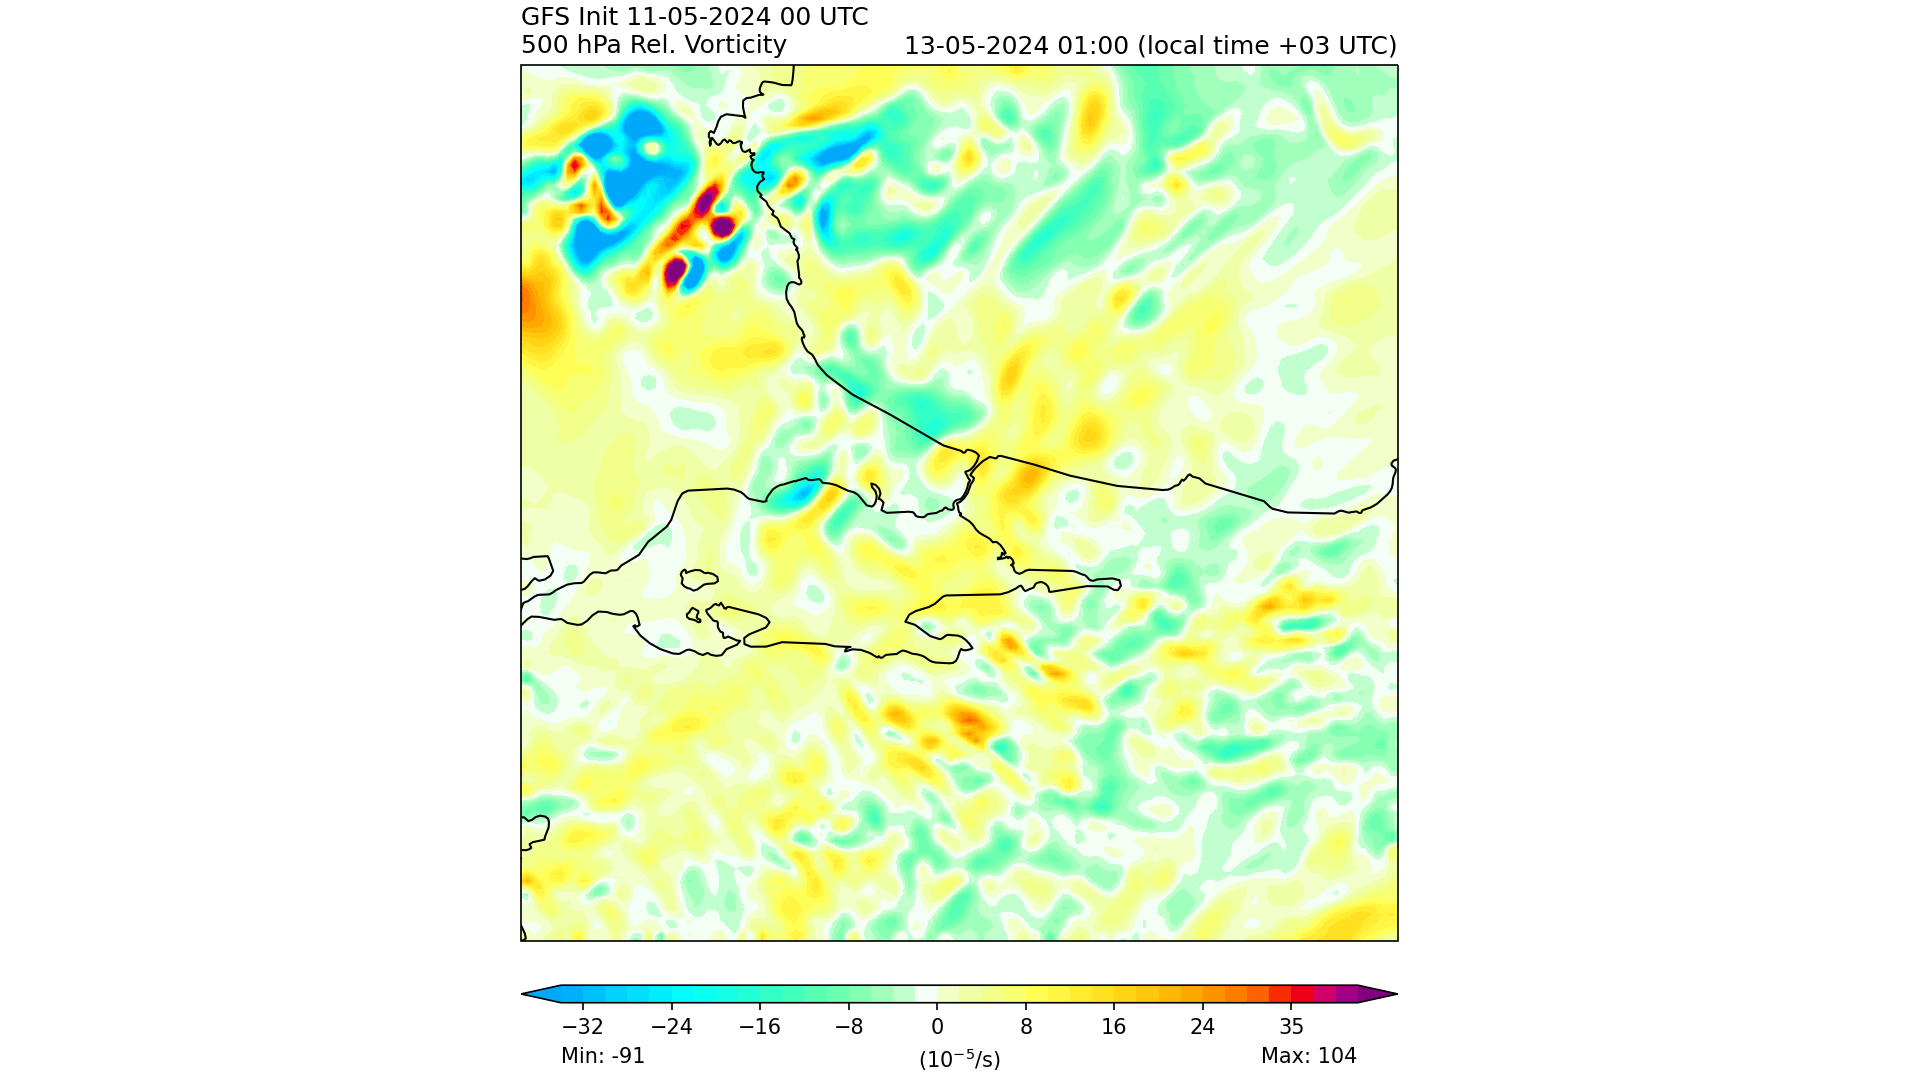 GFS Init 11-05-2024 00 UTC
500 hPa Rel. Vorticity
13-05-2024 01:00 (local time +03 UTC)
−32 −24 −16 −8 0 8 16 24 35
Min: -91 (10⁻⁵/s) Max: 104